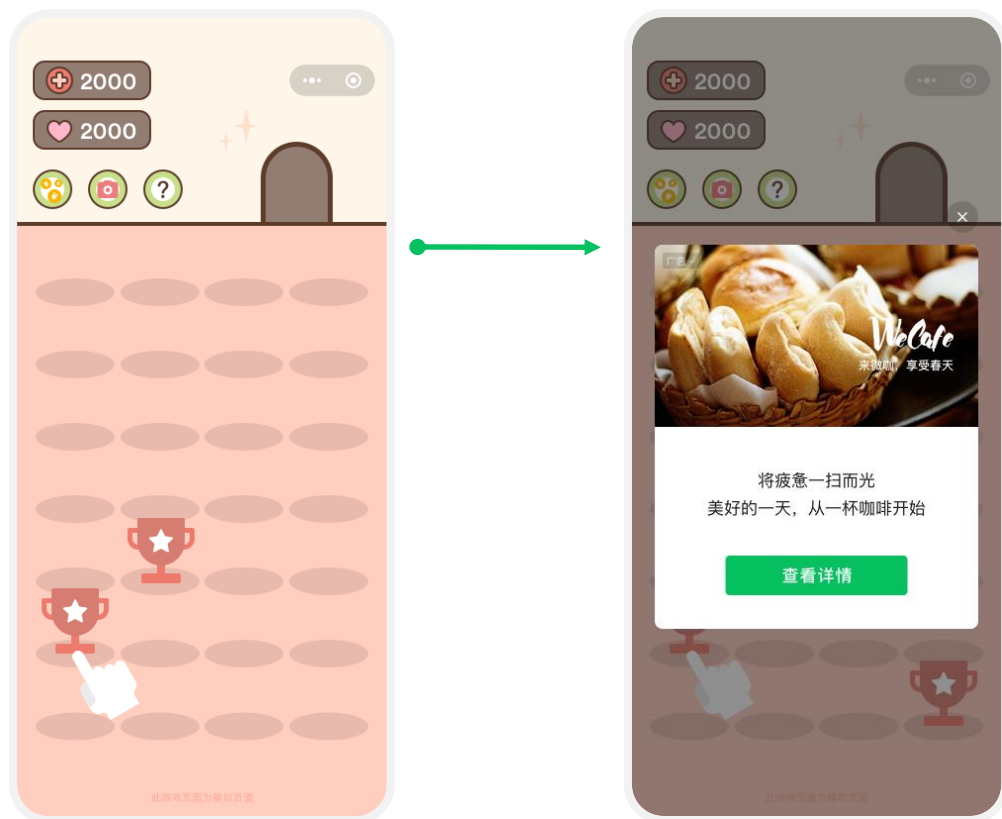 2000
2000
?
此游戏页面为模拟页面
2000
2000
?
广告
WeCafe
来微咖，享受春天
将疲惫一扫而光
美好的一天，从一杯咖啡开始
查看详情
此游戏页面为模拟页面